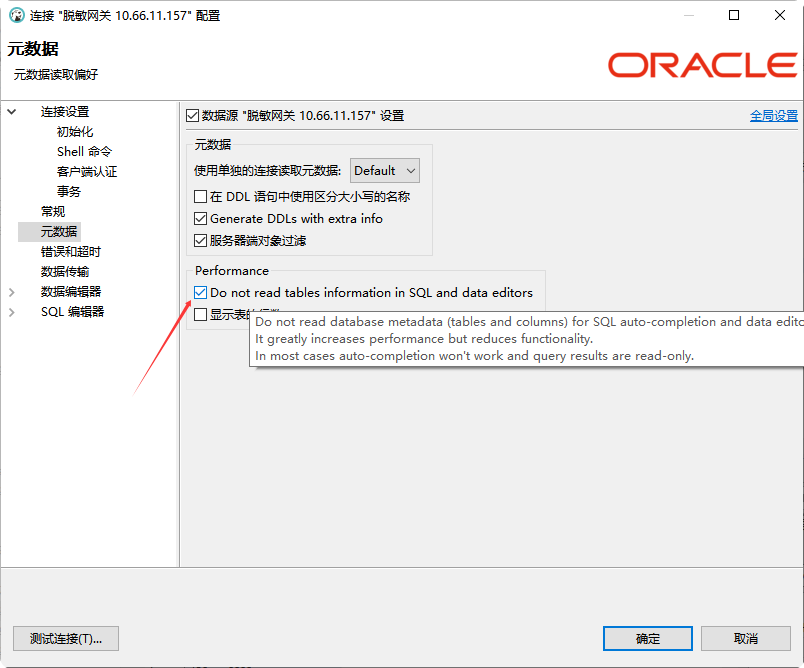 连接 "脱敏网关 10.66.11.157" 配置
元数据
元数据读取偏好
ORACLE
连接设置
初始化
Shell 命令
客户端认证
事务
常规
元数据
错误和超时
数据传输
数据编辑器
SQL 编辑器
数据源 "脱敏网关 10.66.11.157" 设置
全局设置
元数据
使用单独的连接读取元数据: Default
在 DDL 语句中使用区分大小写的名称
Generate DDLs with extra info
服务器端对象过滤
Performance
Do not read tables information in SQL and data editors
显示表
Do not read database metadata (tables and columns) for SQL auto-completion and data edito
It greatly increases performance but reduces functionality.
In most cases auto-completion won't work and query results are read-only.
测试连接(T)...
确定
取消